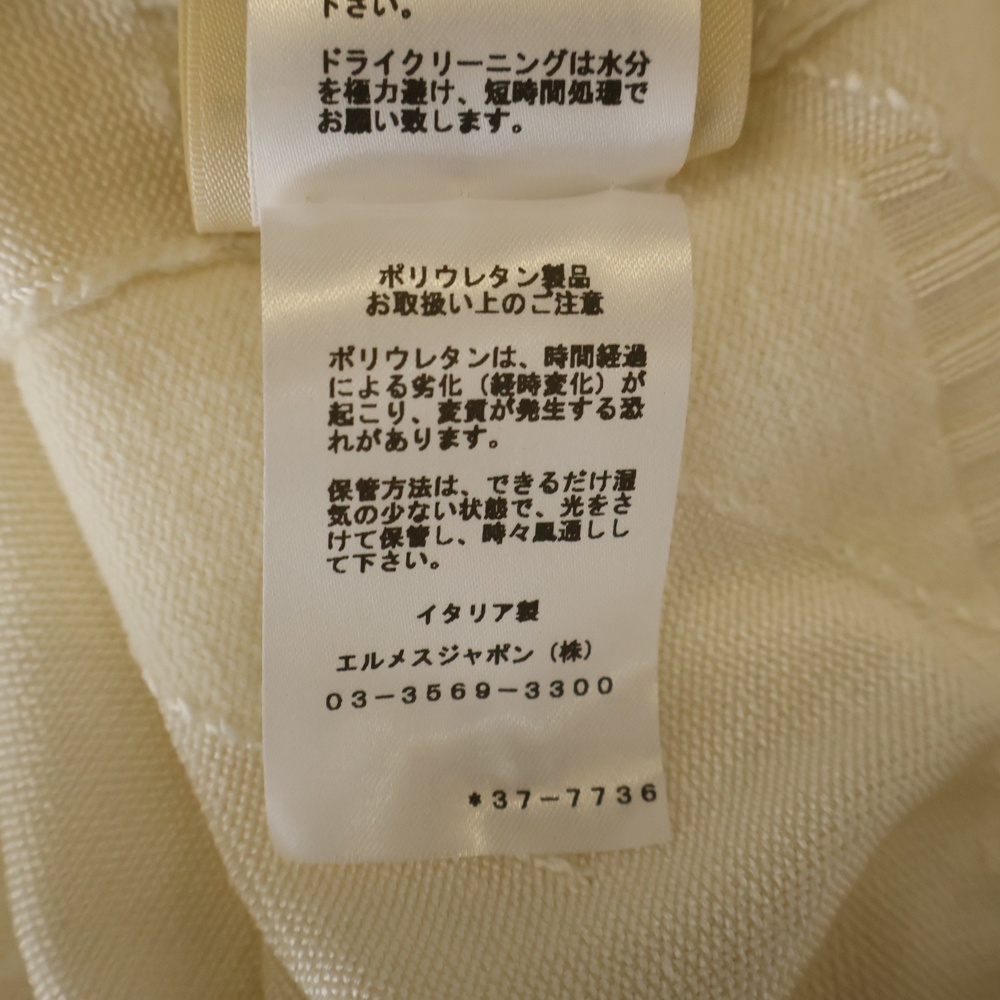 下さい。
ドライクリーニングは水分
を極力避け、短時間処理で
お願い致します。
ポリウレタン製品
お取扱い上のご注意
ポリウレタンは、時間経過
による劣化（経時変化）が
起こり、変質が発生する恐
れがあります。
保管方法は、できるだけ湿
気の少ない状態で、光をさ
けて保管し、時々風通しし
て下さい。
イタリア製
エルメスジャポン（株）
03-3569-3300
*37-7736